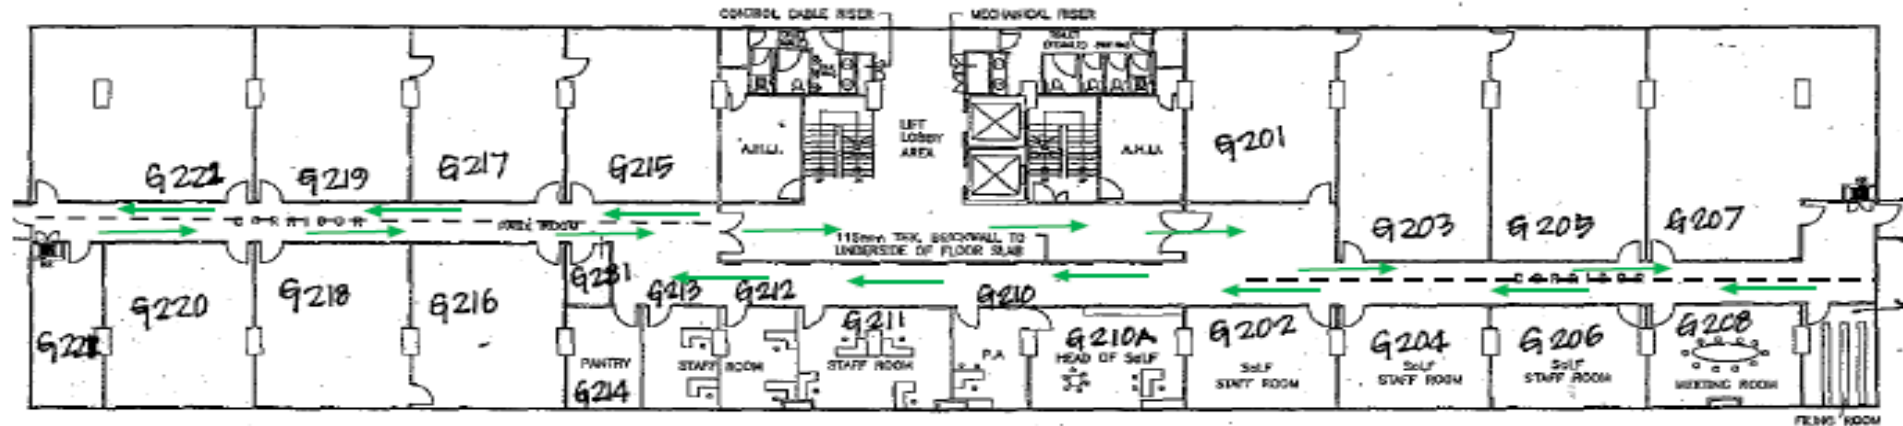 CONTROL CABLE RISER
MECHANICAL RISER
TOILET
LIFT
LOBBY
AREA
A.H.U.
A.H.U.
G201
G219
G217
G215
CORRIDOR
G203
G205
G207
115mm THK. BRICKWALL TO
UNDERSIDE OF FLOOR SLAB
CORRIDOR
G220
G218
G216
G213
G212
G210
G211
G210A
HEAD OF SoLF
G202
SoLF
STAFF ROOM
G204
SoLF
STAFF ROOM
G206
SoLF
STAFF ROOM
G208
MEETING ROOM
PANTRY
G214
STAFF ROOM
STAFF ROOM
P.A
FILING ROOM